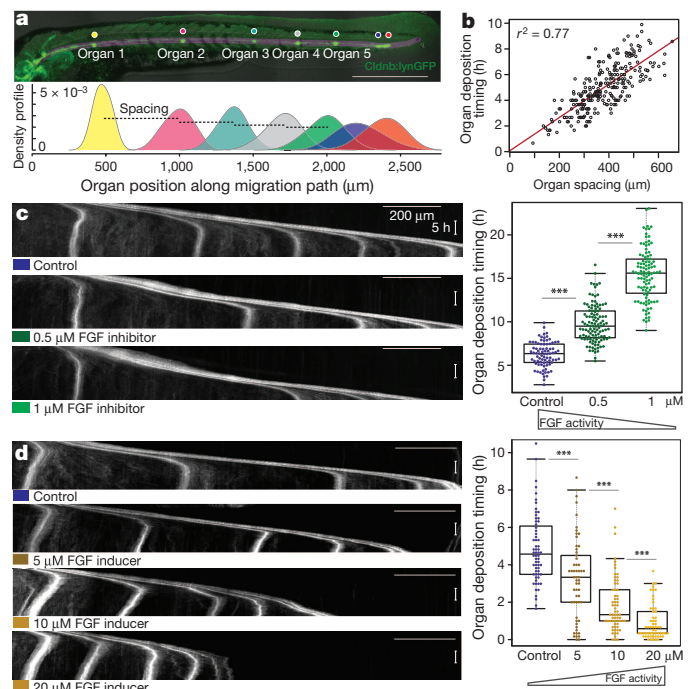 a
Organ 1 Organ 2 Organ 3 Organ 4 Organ 5
Cldnb:lynGFP
Density profile
5 × 10⁻³
0
Spacing
0 1,000 1,500 2,000 2,500
Organ position along migration path (μm)
b
Organ deposition timing (h)
r² = 0.77
10
8
6
4
2
0
0 200 400 600
Organ spacing (μm)
c
200 μm
5 h
Control
0.5 μM FGF inhibitor
1 μM FGF inhibitor
Organ deposition timing (h)
20
15
10
5
***
***
Control 0.5 1 μM
FGF activity
d
Control
5 μM FGF inducer
10 μM FGF inducer
20 μM FGF inducer
Organ deposition timing (h)
10
8
6
4
2
0
***
***
***
Control 5 10 20 μM
FGF activity